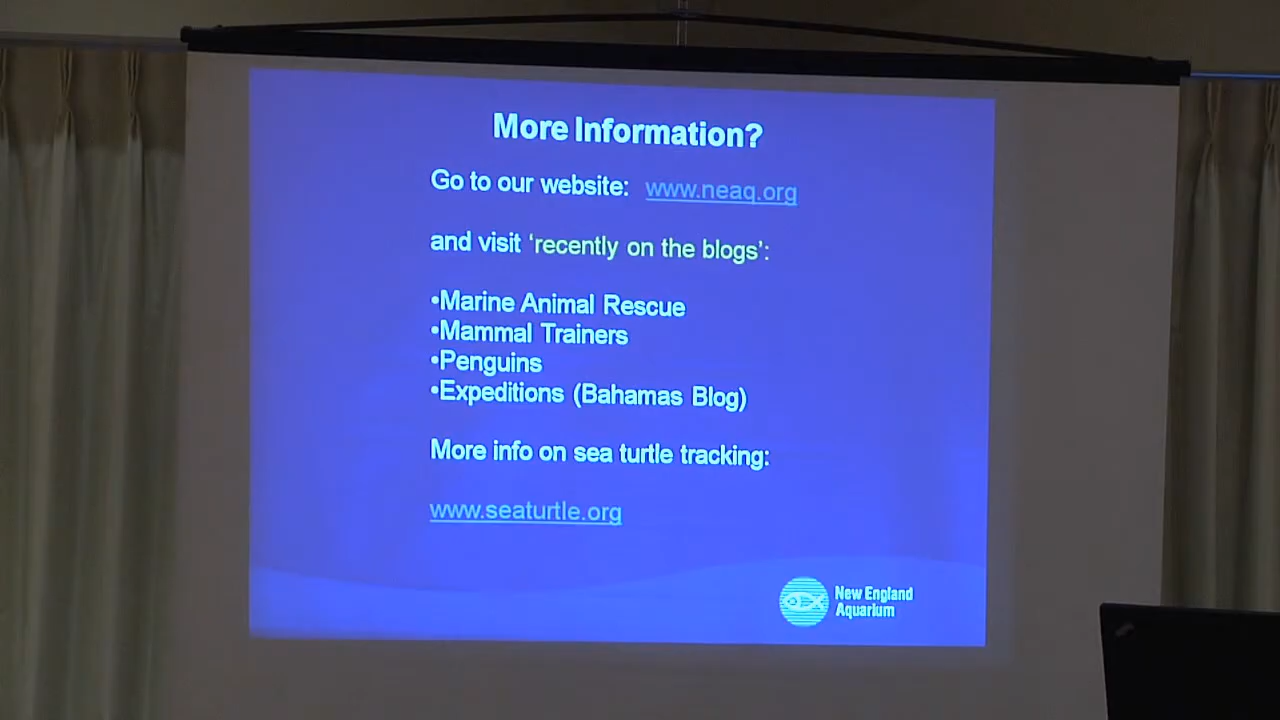 More Information?
Go to our website: www.neaq.org
and visit ‘recently on the blogs’:
•Marine Animal Rescue
•Mammal Trainers
•Penguins
•Expeditions (Bahamas Blog)
More info on sea turtle tracking:
www.seaturtle.org
New England
Aquarium